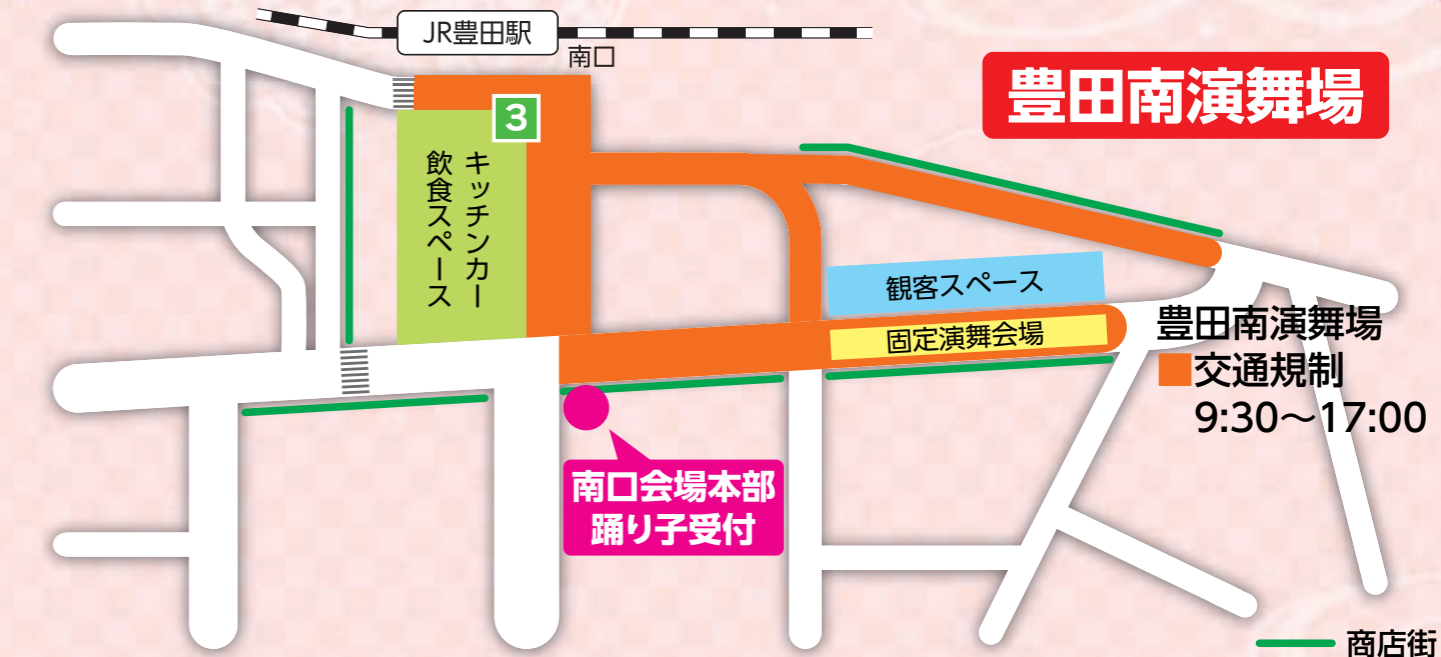 JR豊田駅
南口
豊田南演舞場
3
キッチンカー
飲食スペース
観客スペース
固定演舞会場
豊田南演舞場
■交通規制
9:30～17:00
南口会場本部
踊り子受付
商店街